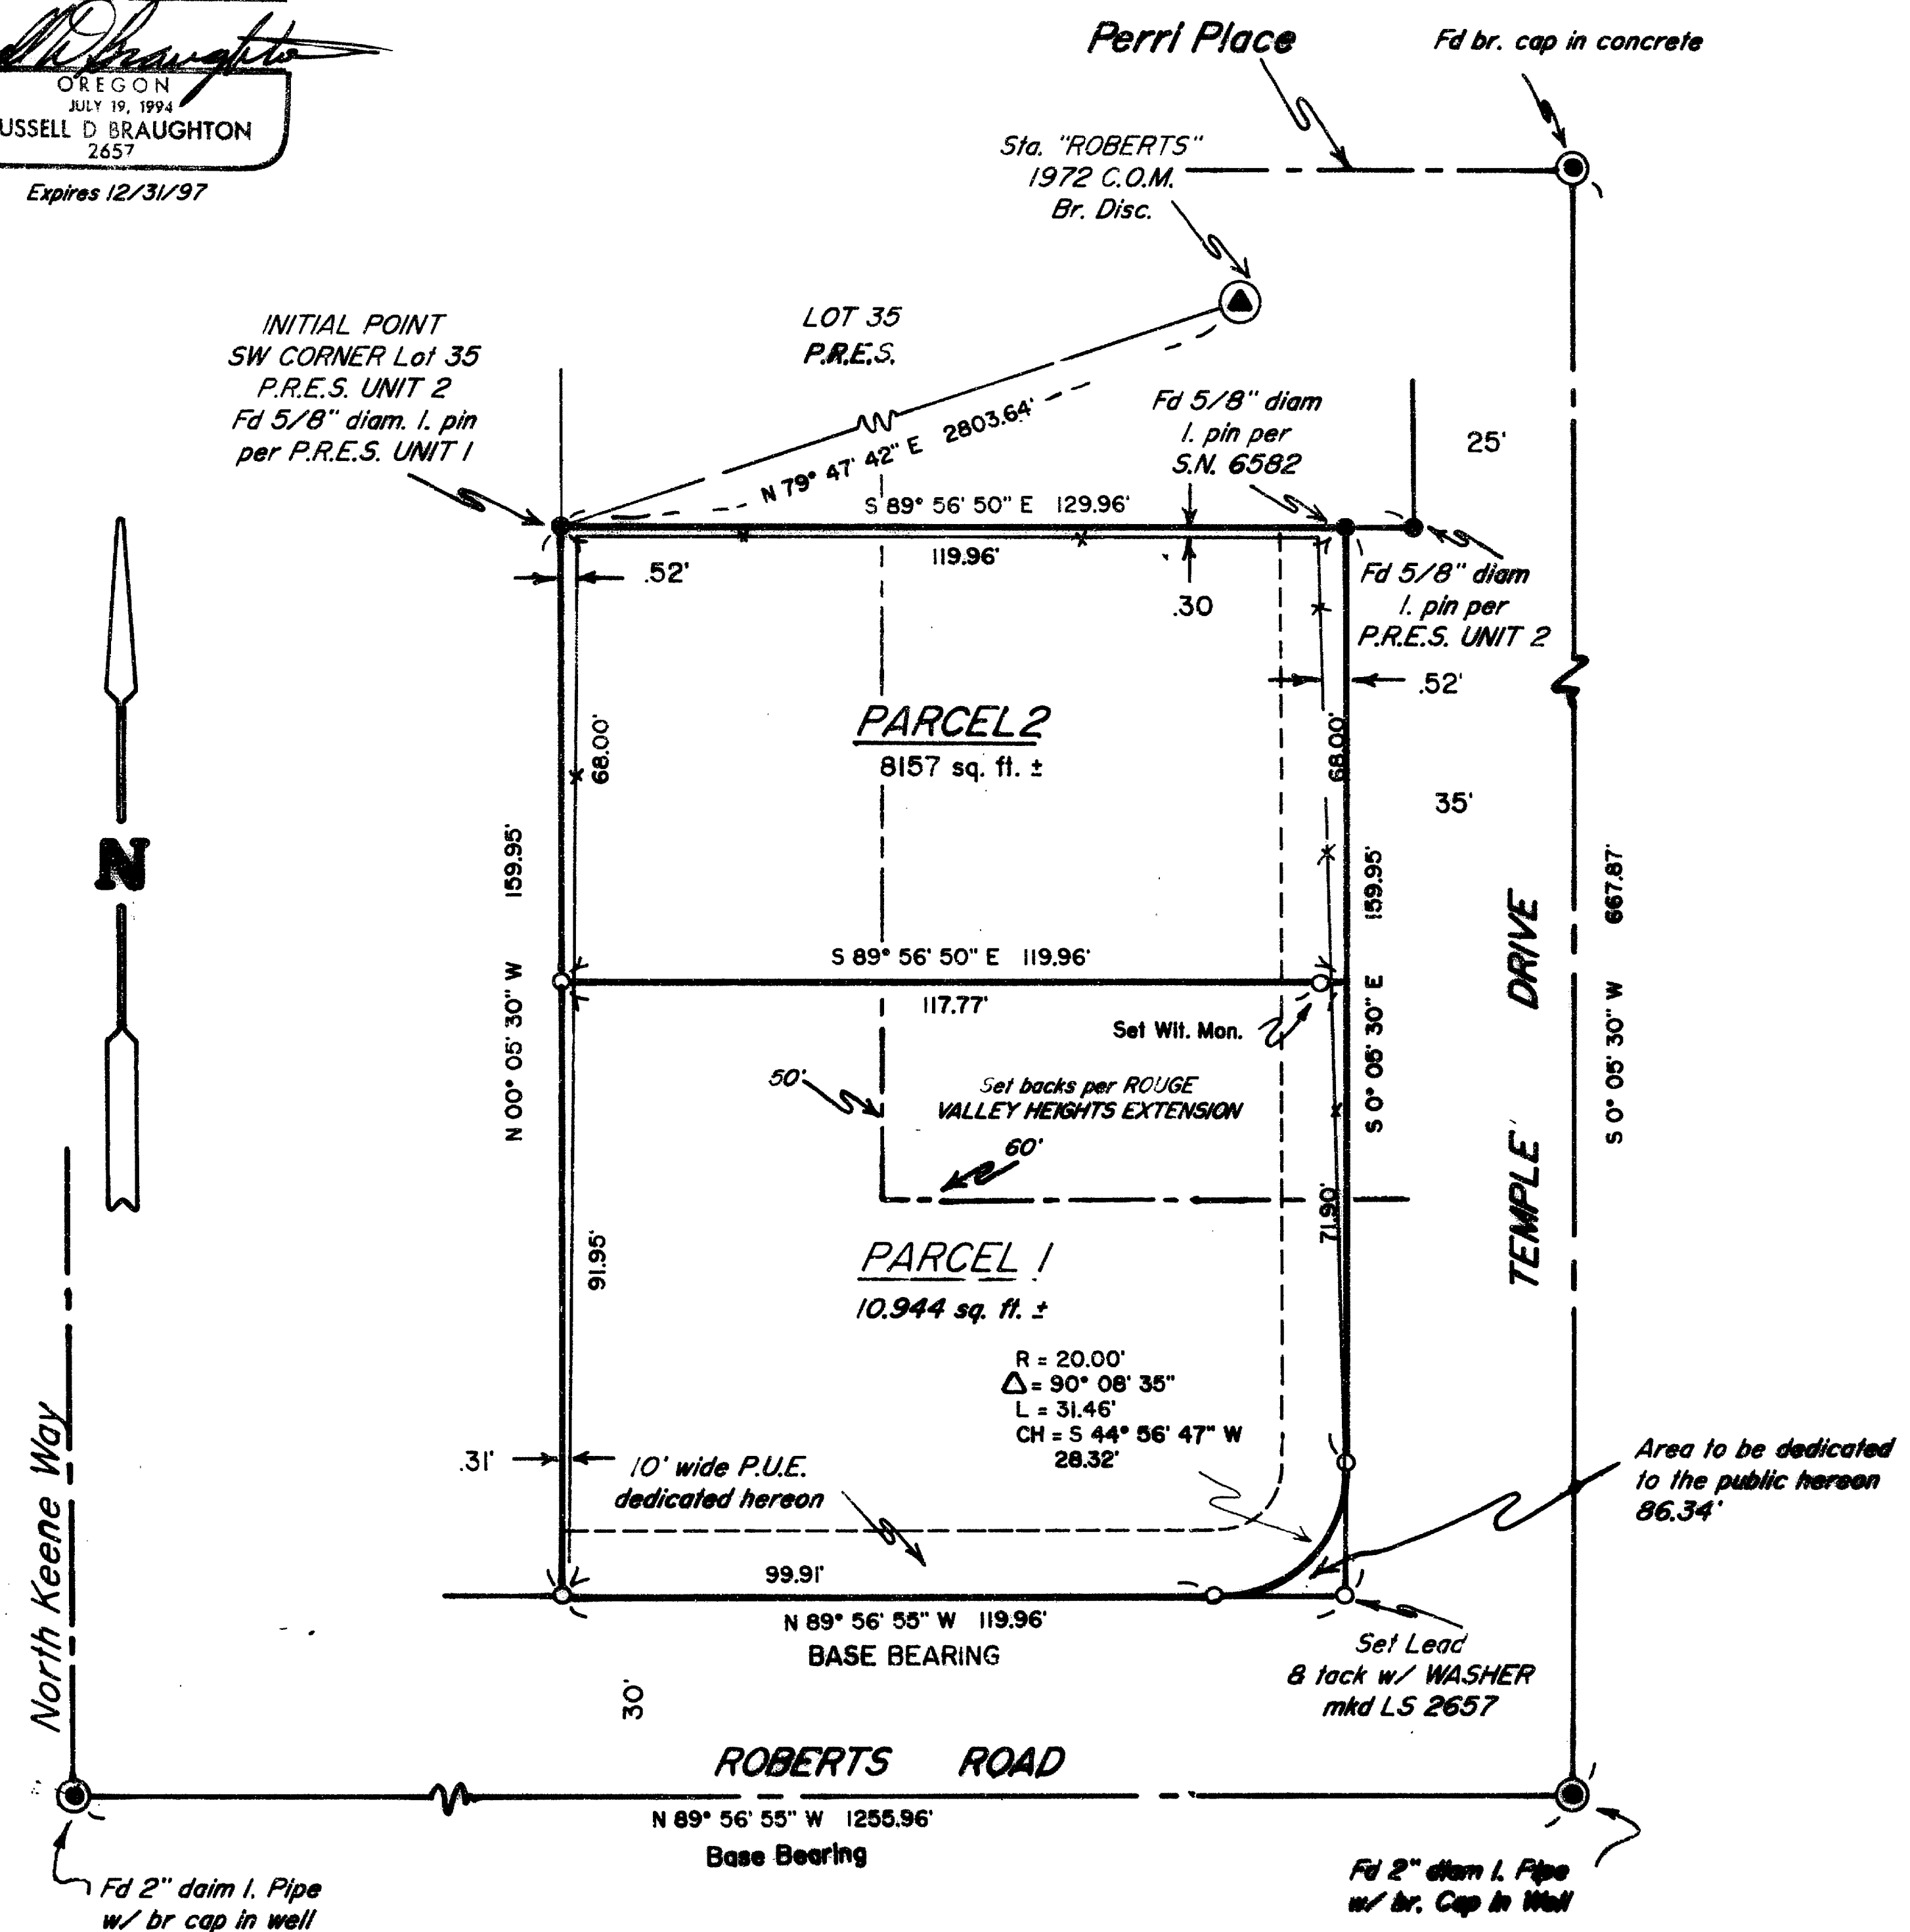 OREGON
JULY 19, 1994
USSELL D BRAUGHTON
2657
Expires 12/31/97
Perri Place
Fd br. cap in concrete
Sta. "ROBERTS"
1972 C.O.M.
Br. Disc.
INITIAL POINT
SW CORNER Lot 35
P.R.E.S. UNIT 2
Fd 5/8" diam. I. pin
per P.R.E.S. UNIT 1
LOT 35
P.R.E.S.
N 79° 47' 42" E 2803.64'
Fd 5/8" diam
I. pin per
S.N. 6582
25'
S 89° 56' 50" E 129.96'
119.96'
.52'
.30
Fd 5/8" diam
I. pin per
P.R.E.S. UNIT 2
.52'
68.00'
68.00'
PARCEL 2
8157 sq. ft. ±
35'
N
N 00° 05' 30" W 159.95'
S 0° 05' 30" E 159.95'
TEMPLE DRIVE
S 0° 05' 30" W 667.87'
S 89° 56' 50" E 119.96'
117.77'
Set Wit. Mon.
50'
Set backs per ROUGE
VALLEY HEIGHTS EXTENSION
60'
71.90'
91.95'
PARCEL 1
10.944 sq. ft. ±
R = 20.00'
Δ = 90° 08' 35"
L = 31.46'
CH = S 44° 56' 47" W
28.32'
.31'
10' wide P.U.E.
dedicated hereon
Area to be dedicated
to the public hereon
86.34'
North Keene Way
99.91'
N 89° 56' 55" W 119.96'
BASE BEARING
Set Lead
& tack w/ WASHER
mkd LS 2657
30'
ROBERTS ROAD
N 89° 56' 55" W 1255.96'
Base Bearing
Fd 2" daim I. Pipe
w/ br cap in well
Fd 2" diam I. Pipe
w/ br. Cap in Well